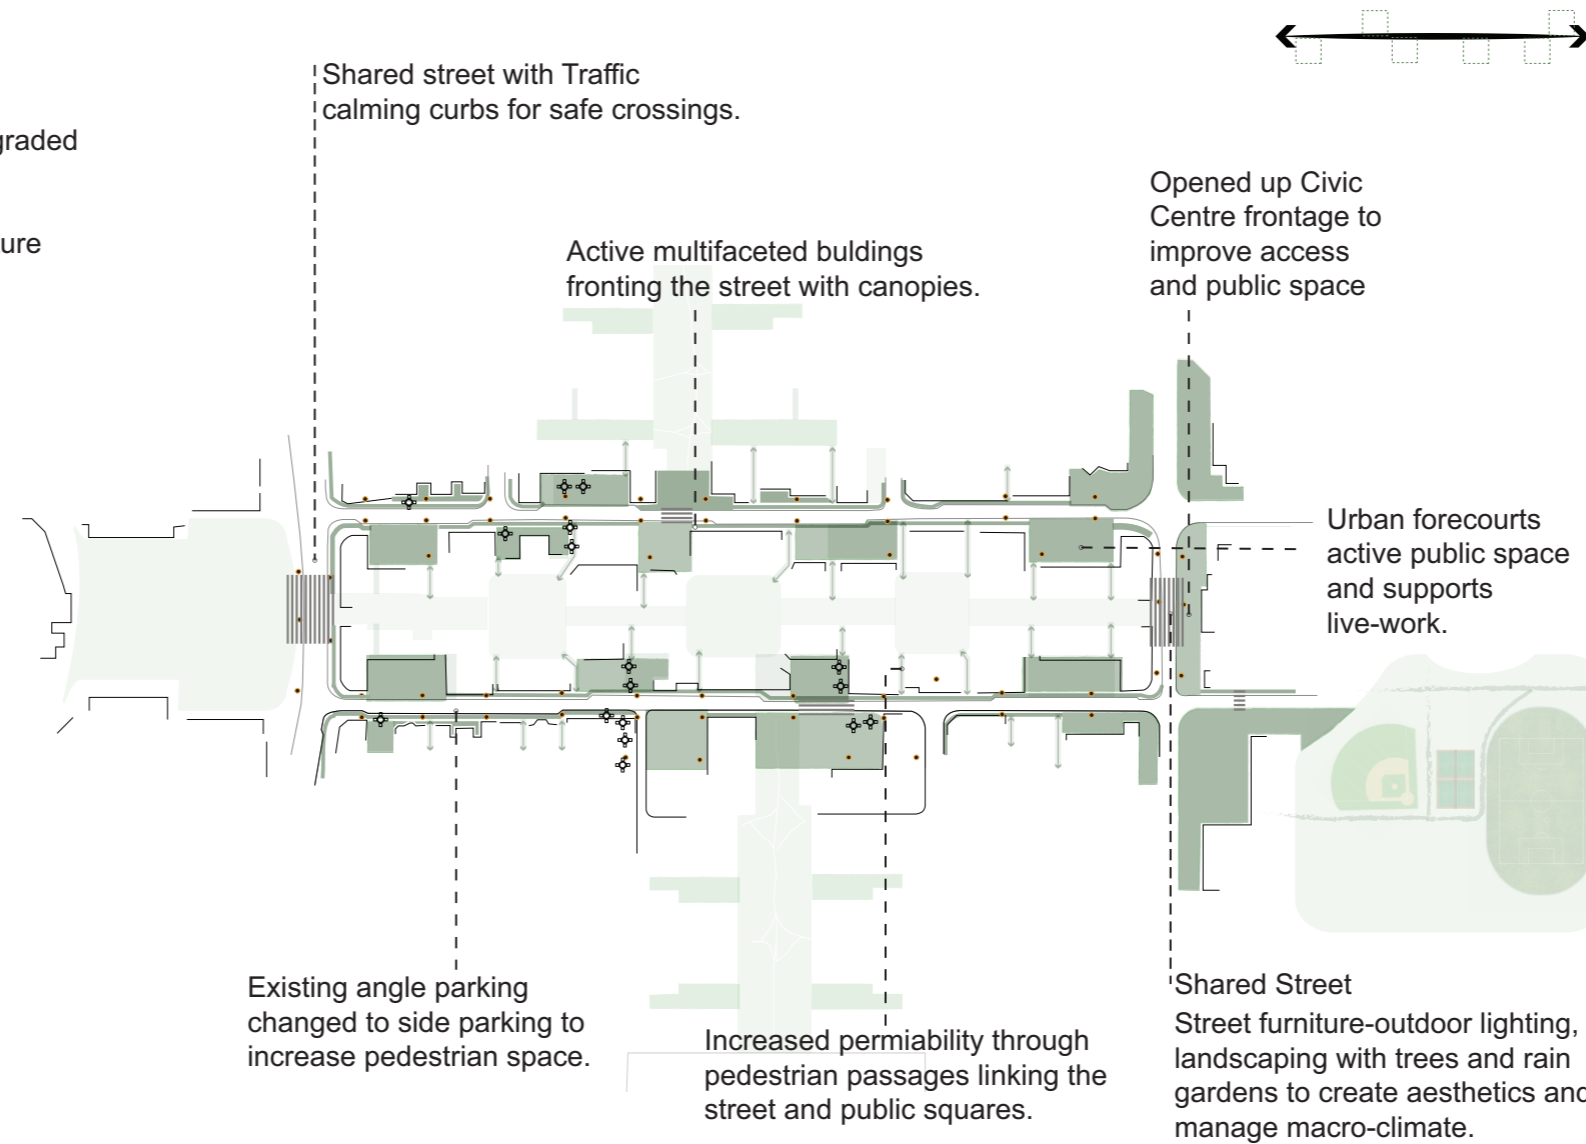 Shared street with Traffic
calming curbs for safe crossings.
graded
ure
Active multifaceted buldings
fronting the street with canopies.
Opened up Civic
Centre frontage to
improve access
and public space
Urban forecourts
active public space
and supports
live-work.
Existing angle parking
changed to side parking to
increase pedestrian space.
Increased permiability through
pedestrian passages linking the
street and public squares.
Shared Street
Street furniture-outdoor lighting,
landscaping with trees and rain
gardens to create aesthetics and
manage macro-climate.